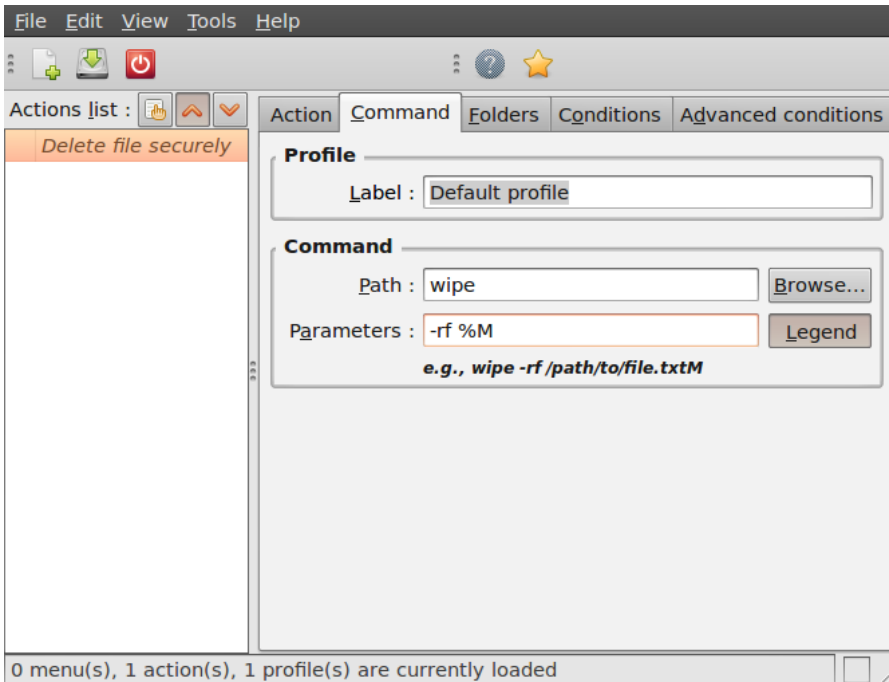 File Edit View Tools Help
Actions list :
Delete file securely
Action Command Folders Conditions Advanced conditions
Profile
Label : Default profile
Command
Path : wipe Browse...
Parameters : -rf %M Legend
e.g., wipe -rf /path/to/file.txtM
0 menu(s), 1 action(s), 1 profile(s) are currently loaded